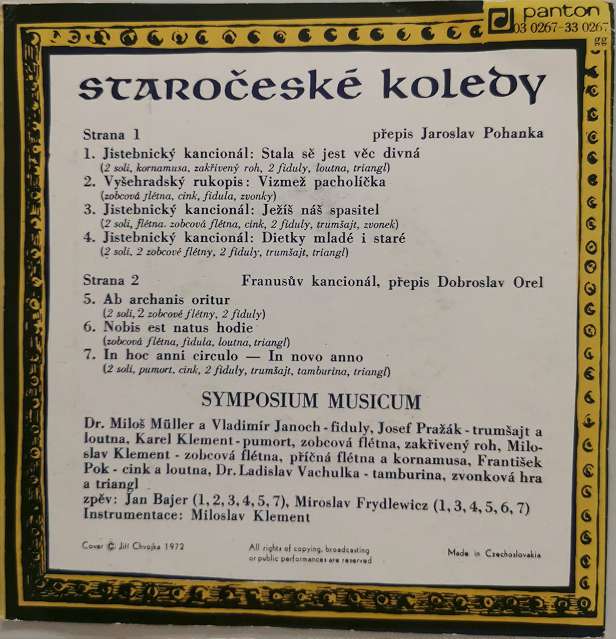 panton
03 0267-33 0267
gg
staročeské koledy
Strana 1 přepis Jaroslav Pohanka
1. Jistebnický kancionál: Stala sě jest věc divná
(2 soli, kornamusa, zakřivený roh, 2 fiduly, loutna, triangl)
2. Vyšehradský rukopis: Vizmež pacholíčka
(zobcová flétna, cink, fidula, zvonky)
3. Jistebnický kancionál: Ježíš náš spasitel
(2 soli, flétna. zobcová flétna, cink, 2 fiduly, trumšajt, zvonek)
4. Jistebnický kancionál: Dietky mladé i staré
(2 soli, 2 zobcové flétny, 2 fiduly, trumšajt, triangl)
Strana 2 Franusův kancionál, přepis Dobroslav Orel
5. Ab archanis oritur
(2 soli, 2 zobcové flétny, 2 fiduly)
6. Nobis est natus hodie
(zobcová flétna, fidula, loutna, triangl)
7. In hoc anni circulo — In novo anno
(2 soli, pumort, cink, 2 fiduly, trumšajt, tamburina, triangl)
SYMPOSIUM MUSICUM
Dr. Miloš Müller a Vladimír Janoch - fiduly, Josef Pražák - trumšajt a
loutna, Karel Klement - pumort, zobcová flétna, zakřivený roh, Milo-
slav Klement - zobcová flétna, příčná flétna a kornamusa, František
Pok - cink a loutna, Dr. Ladislav Vachulka - tamburina, zvonková hra
a triangl
zpěv: Jan Bajer (1, 2, 3, 4, 5, 7), Miroslav Frydlewicz (1, 3, 4, 5, 6, 7)
Instrumentace: Miloslav Klement
Cover © Jiří Chvojka 1972
All rights of copying, broadcasting
or public performances are reserved
Made in Czechoslovakia